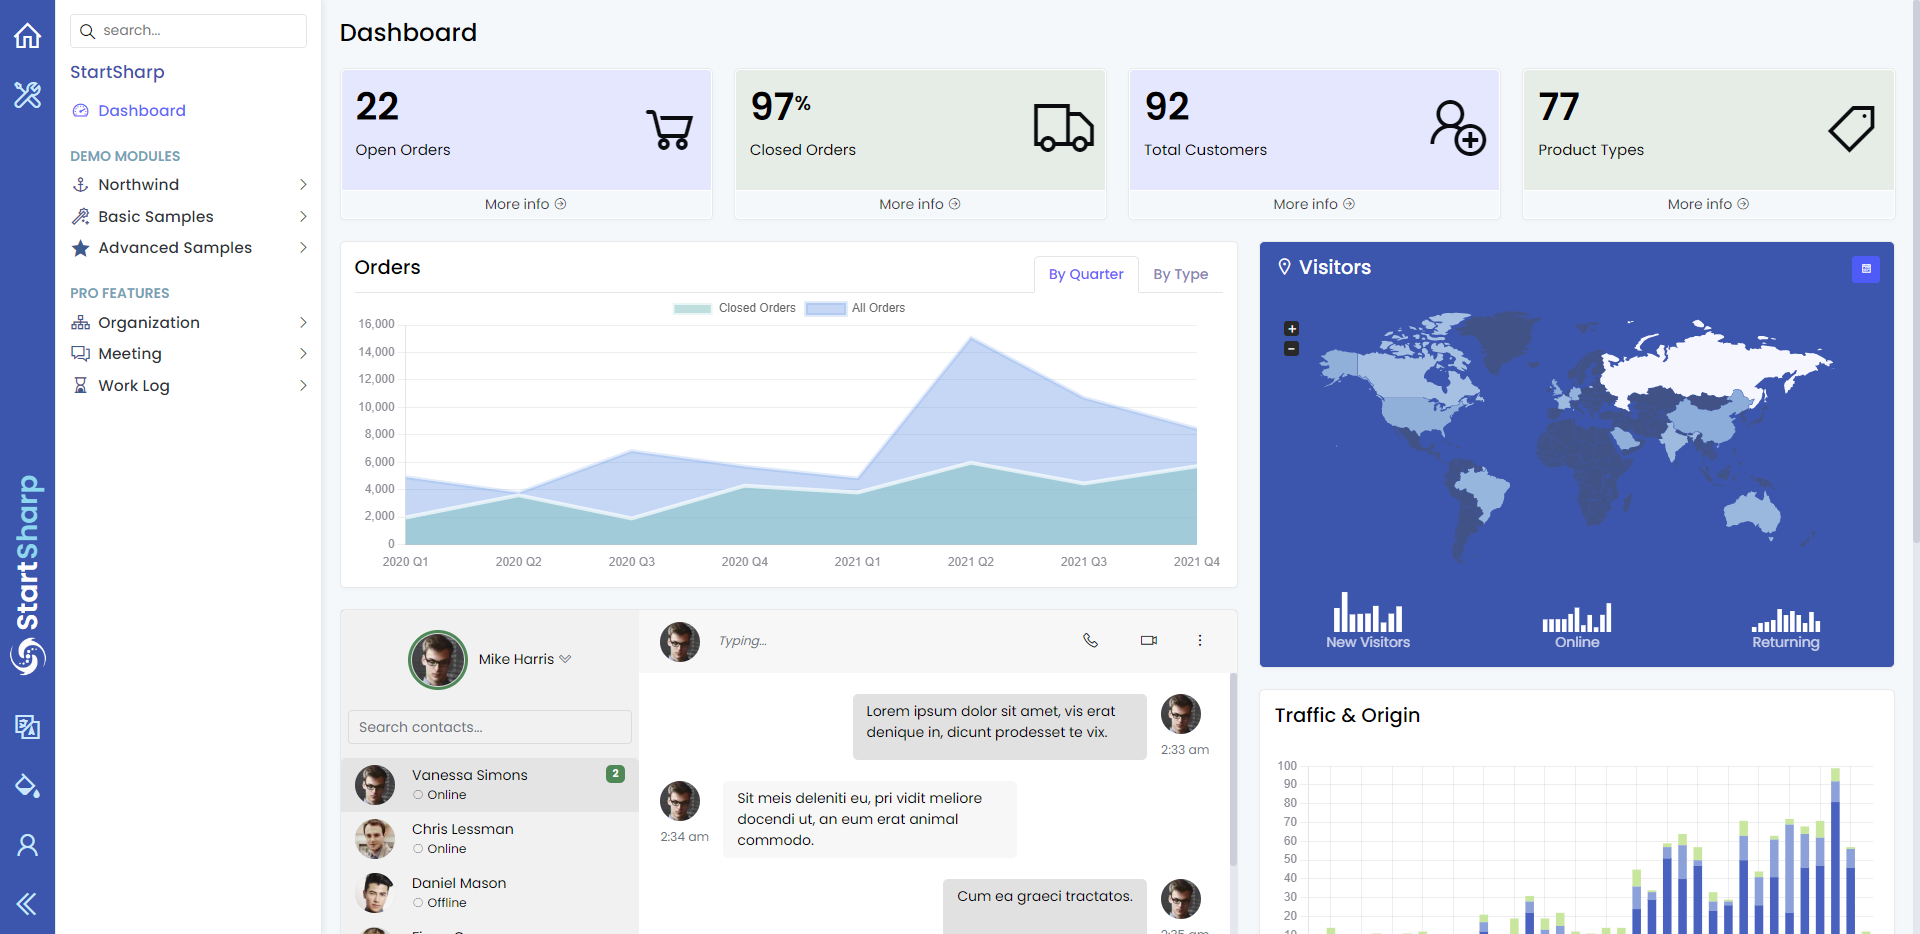 search...
StartSharp
Dashboard
DEMO MODULES
Northwind
Basic Samples
Advanced Samples
PRO FEATURES
Organization
Meeting
Work Log
StartSharp
Dashboard
22
Open Orders
More info
97%
Closed Orders
More info
92
Total Customers
More info
77
Product Types
More info
Orders
By Quarter
By Type
Closed Orders
All Orders
16,000
14,000
12,000
10,000
8,000
6,000
4,000
2,000
0
2020 Q1
2020 Q2
2020 Q3
2020 Q4
2021 Q1
2021 Q2
2021 Q3
2021 Q4
Visitors
+
−
New Visitors
Online
Returning
Mike Harris
Search contacts...
Vanessa Simons
2
Online
Chris Lessman
Online
Daniel Mason
Offline
Typing...
Lorem ipsum dolor sit amet, vis erat
denique in, dicunt prodesset te vix.
2:33 am
Sit meis deleniti eu, pri vidit meliore
docendi ut, an eum erat animal
commodo.
2:34 am
Cum ea graeci tractatos.
2:35 am
Traffic & Origin
100
90
80
70
60
50
40
30
20
10